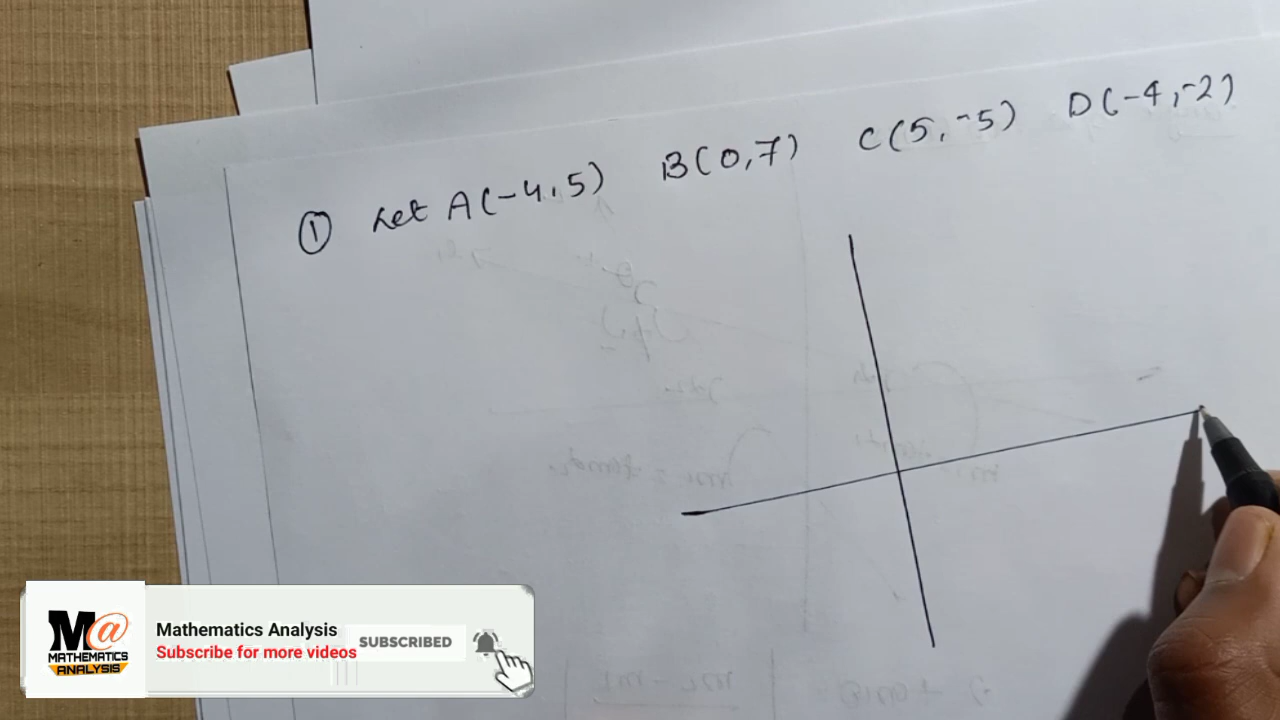 ① Let A(-4,5) B(0,7) C(5,-5) D(-4,-2)
M@
MATHEMATICS
ANALYSIS
Mathematics Analysis
Subscribe for more videos
SUBSCRIBED